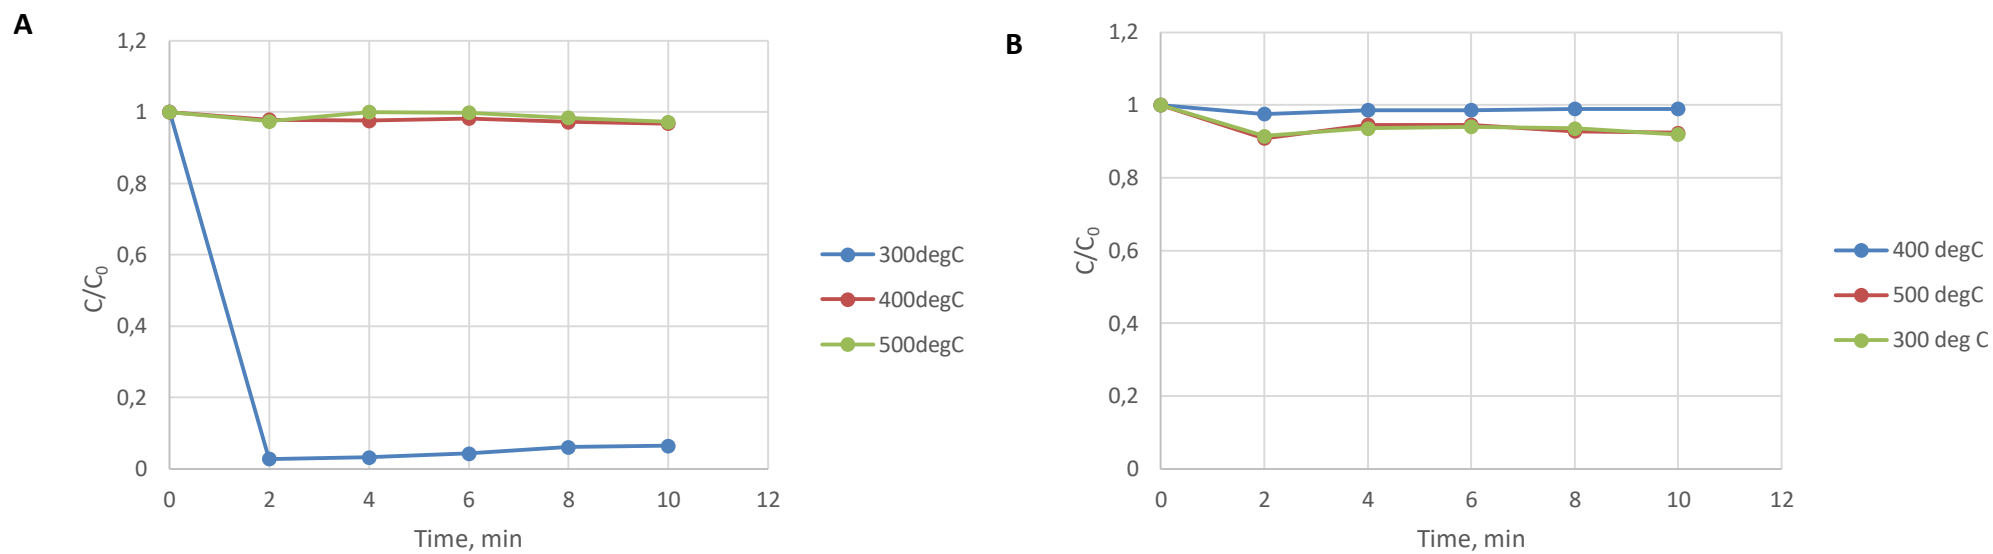 A
1,2
1
0,8
0,6
0,4
0,2
0
0 2 4 6 8 10 12
C/C₀
Time, min
300degC
400degC
500degC
B
1,2
1
0,8
0,6
0,4
0,2
0
0 2 4 6 8 10 12
C/C₀
Time, min
400 degC
500 degC
300 deg C